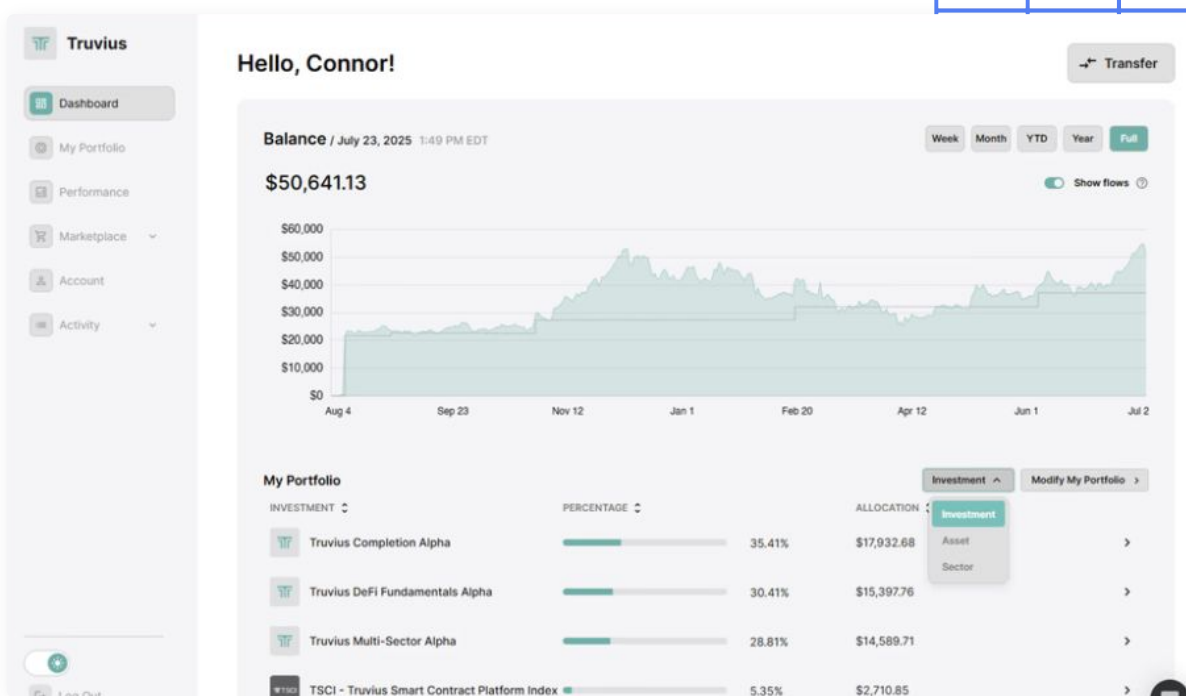 Truvius
Hello, Connor!
Transfer
Dashboard
My Portfolio
Performance
Marketplace
Account
Activity
Balance / July 23, 2025 1:49 PM EDT
Week Month YTD Year Full
$50,641.13
Show flows
$60,000
$50,000
$40,000
$30,000
$20,000
$10,000
$0
Aug 4 Sep 23 Nov 12 Jan 1 Feb 20 Apr 12 Jun 1 Jul 2
My Portfolio
Investment
Modify My Portfolio
INVESTMENT PERCENTAGE ALLOCATION
Investment
Asset
Sector
Truvius Completion Alpha 35.41% $17,932.68
Truvius DeFi Fundamentals Alpha 30.41% $15,397.76
Truvius Multi-Sector Alpha 28.81% $14,589.71
TSCI
TSCI - Truvius Smart Contract Platform Index 5.35% $2,710.85
Log Out